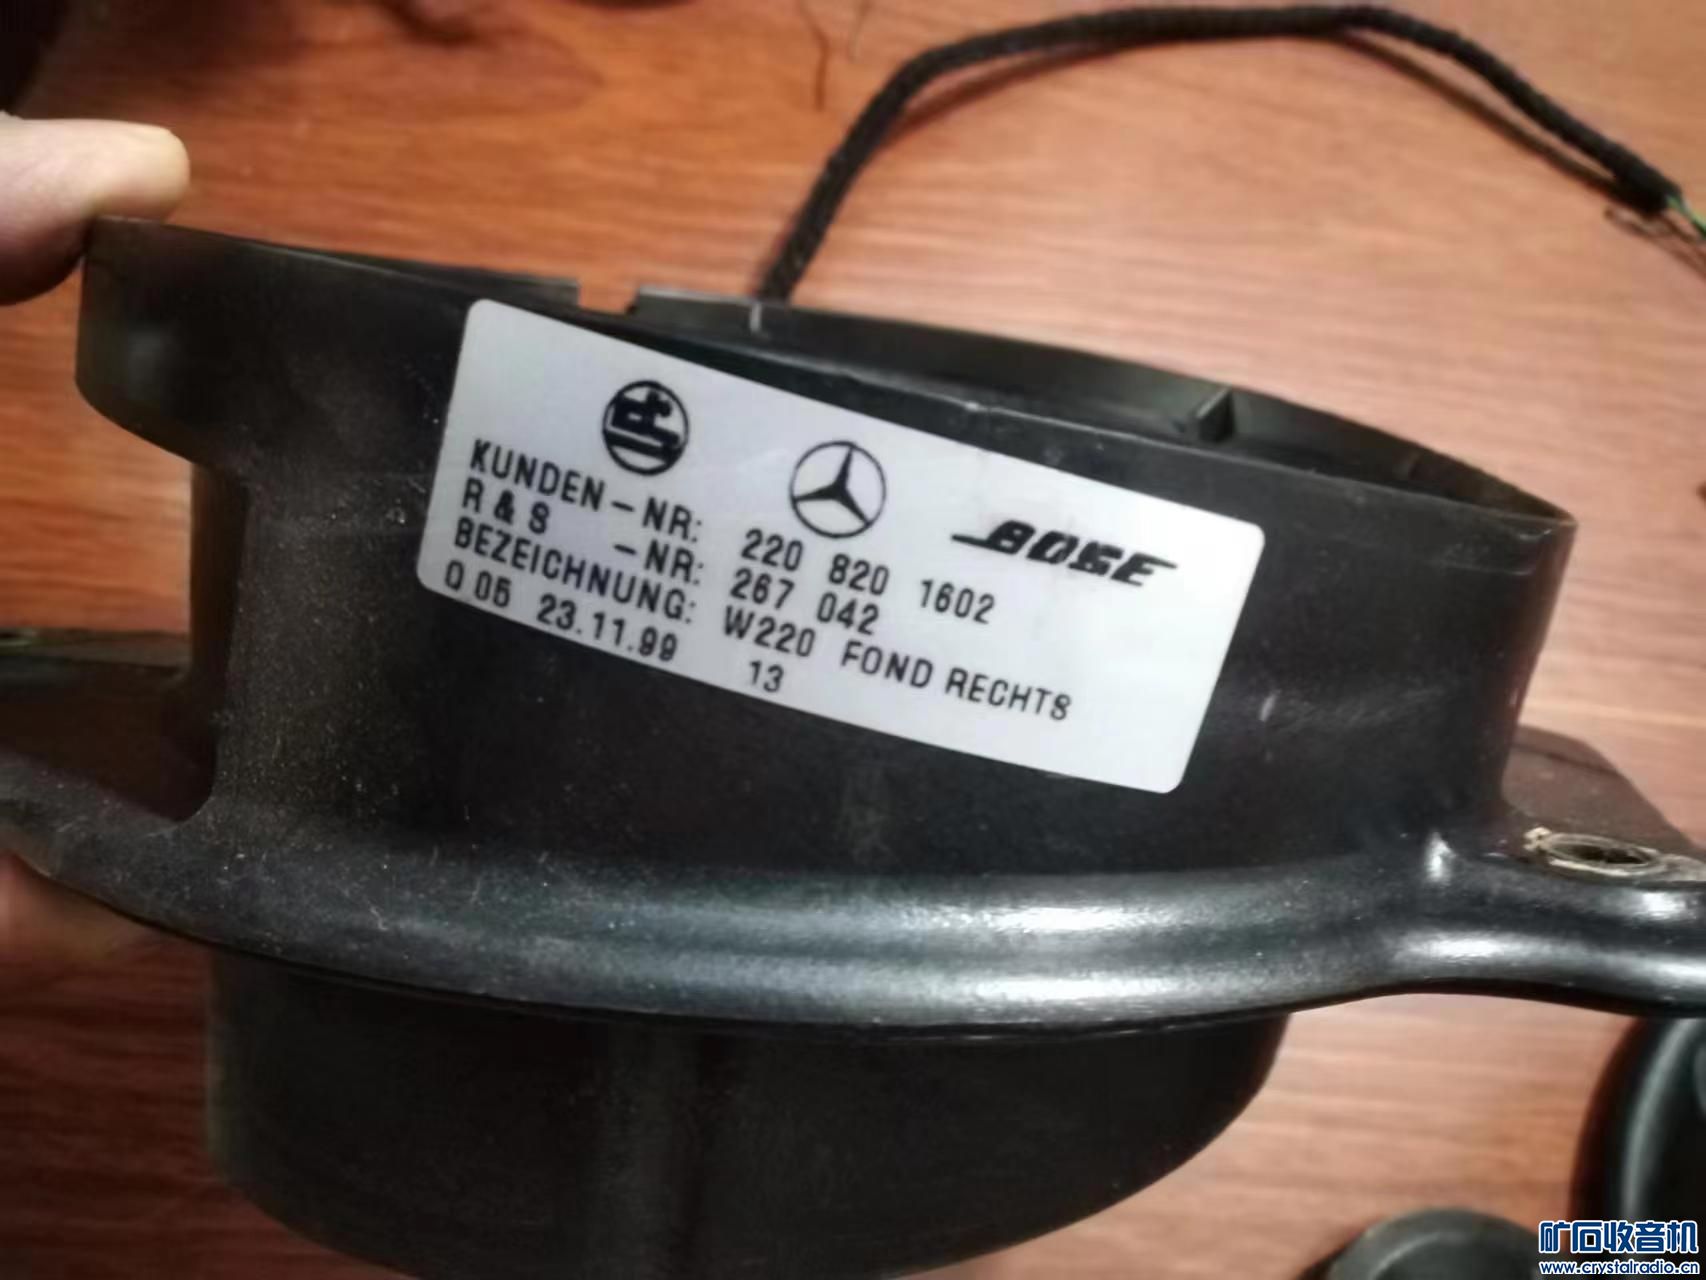 BOSE
KUNDEN-NR: 220 820 1602
R & S -NR: 267 042
BEZEICHNUNG: W220 FOND RECHTS
Q 05 23.11.99 13
矿石收音机
www.crystalradio.cn